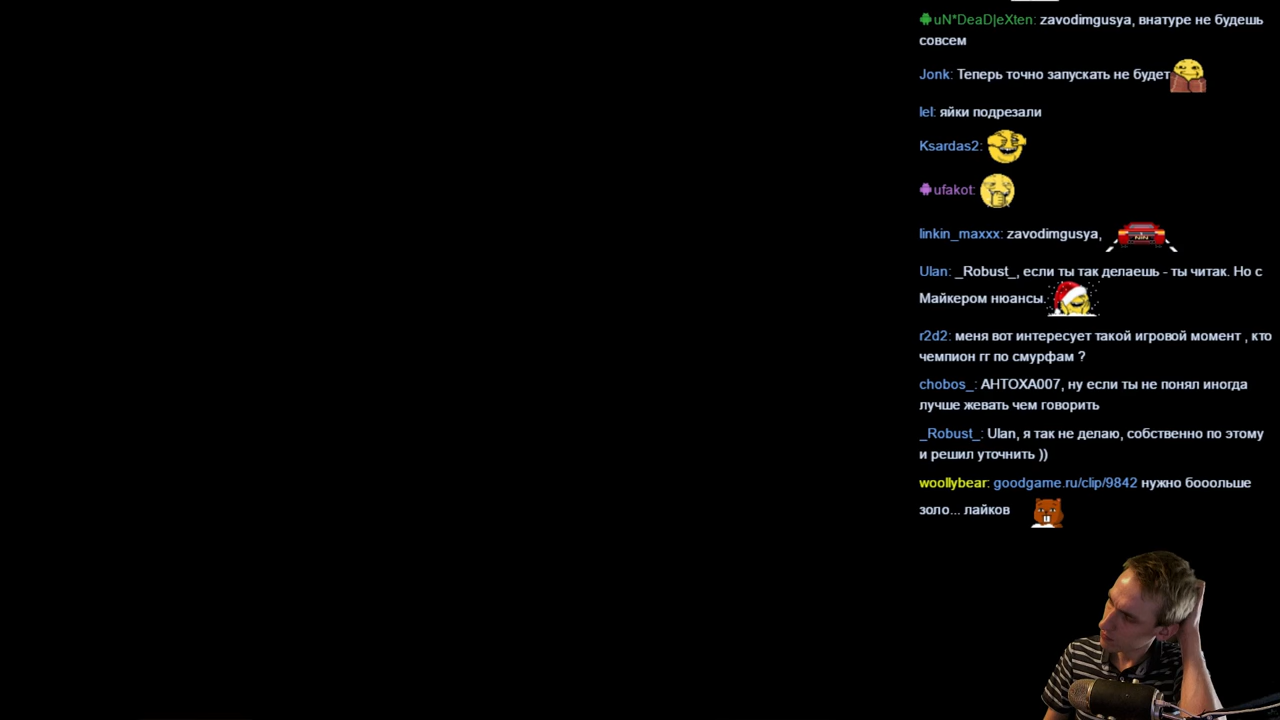 uN*DeaD|eXten: zavodimgusya, внатуре не будешь
совсем
Jonk: Теперь точно запускать не будет
lel: яйки подрезали
Ksardas2:
ufakot:
linkin_maxxx: zavodimgusya,
Ulan: _Robust_, если ты так делаешь - ты читак. Но с
Майкером нюансы.
r2d2: меня вот интересует такой игровой момент , кто
чемпион гг по смурфам ?
chobos_: AHTOXA007, ну если ты не понял иногда
лучше жевать чем говорить
_Robust_: Ulan, я так не делаю, собственно по этому
и решил уточнить ))
woollybear: goodgame.ru/clip/9842 нужно бооольше
золо... лайков